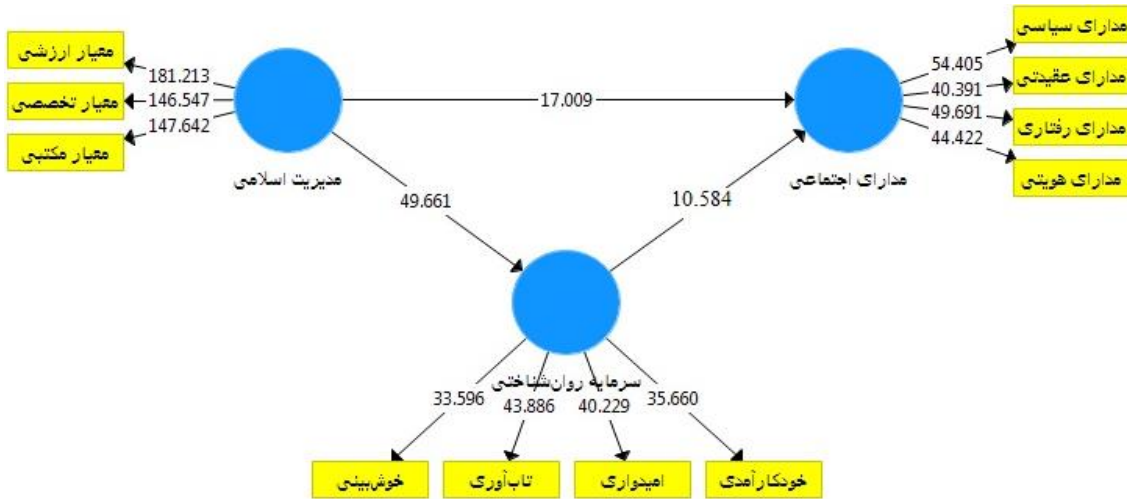 مدارای سیاسی
معیار ارزشی
54.405
181.213
مدارای عقیدتی
40.391
معیار تخصصی
146.547
17.009
49.691
مدارای رفتاری
147.642
44.422
معیار مکتبی
مدیریت اسلامی
مدارای اجتماعی
مدارای هویتی
49.661
10.584
سرمایه روان‌شناختی
33.596
43.886
40.229
35.660
خودکارآمدی
امیدواری
تاب‌آوری
خوش‌بینی